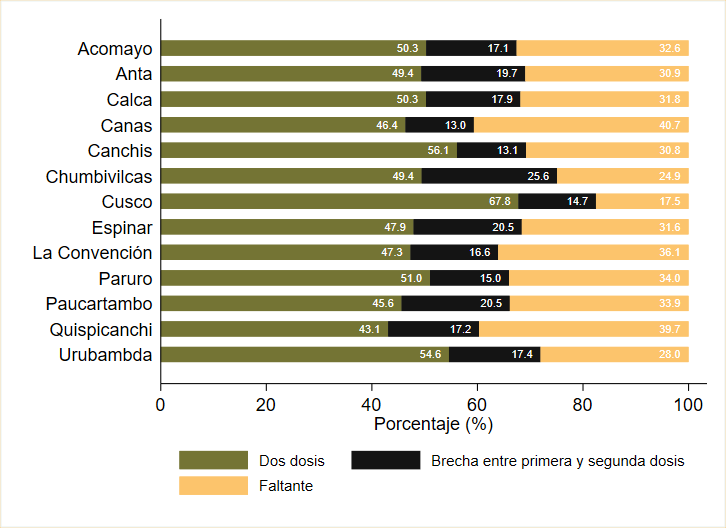 Acomayo 50.3 17.1 32.6
Anta 49.4 19.7 30.9
Calca 50.3 17.9 31.8
Canas 46.4 13.0 40.7
Canchis 56.1 13.1 30.8
Chumbivilcas 49.4 25.6 24.9
Cusco 67.8 14.7 17.5
Espinar 47.9 20.5 31.6
La Convención 47.3 16.6 36.1
Paruro 51.0 15.0 34.0
Paucartambo 45.6 20.5 33.9
Quispicanchi 43.1 17.2 39.7
Urubambda 54.6 17.4 28.0
0 20 40 60 80 100
Porcentaje (%)
Dos dosis Brecha entre primera y segunda dosis
Faltante